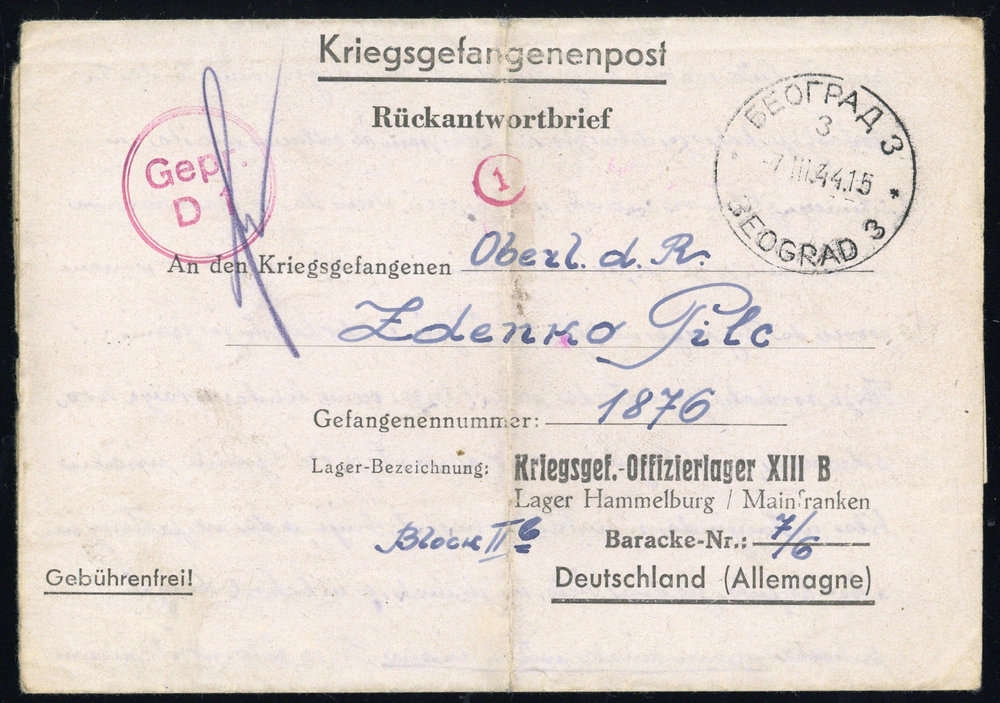 Kriegsgefangenenpost
Rückantwortbrief
Gepr.
D
1
БЕОГРАД 3
3
-7.III.44.15
BEOGRAD 3
An den Kriegsgefangenen Oberl. d. R.
Zdenko Pilc
Gefangenennummer: 1876
Lager-Bezeichnung: Kriegsgef.-Offizierlager XIII B
Lager Hammelburg / Mainfranken
Block II b Baracke-Nr.: 7/6
Gebührenfrei! Deutschland (Allemagne)